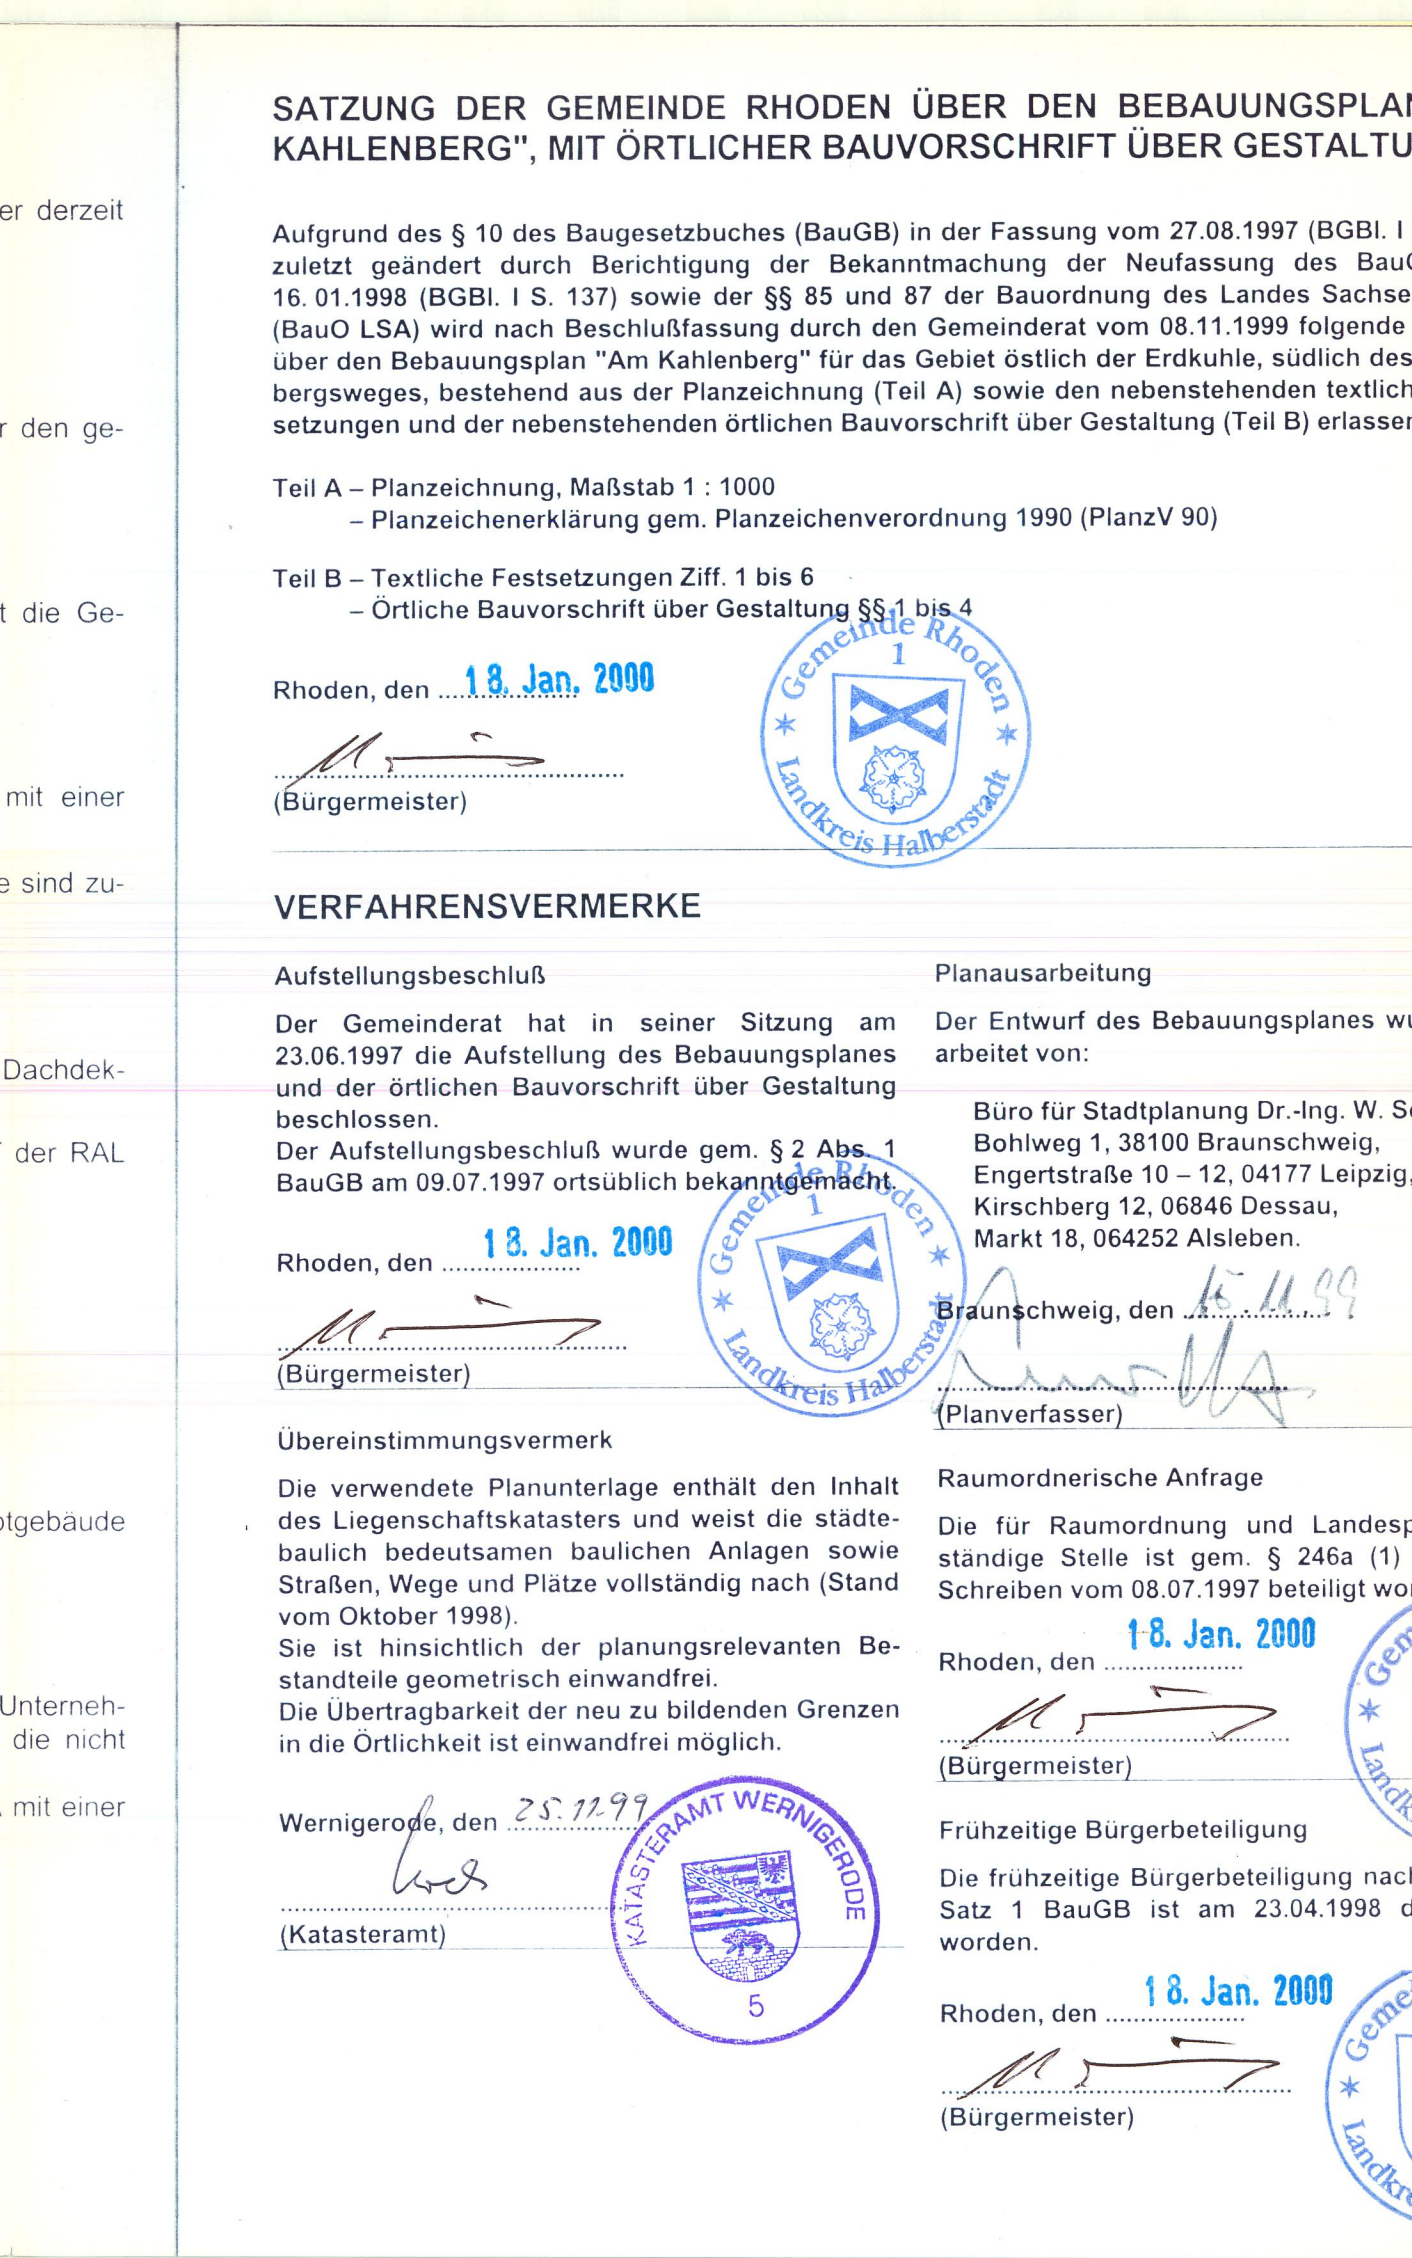 er derzeit
r den ge-
t die Ge-
mit einer
e sind zu-
Dachdek-
der RAL
otgebäude
Unterneh-
die nicht
mit einer
SATZUNG DER GEMEINDE RHODEN ÜBER DEN BEBAUUNGSPLAN
KAHLENBERG", MIT ÖRTLICHER BAUVORSCHRIFT ÜBER GESTALTU
Aufgrund des § 10 des Baugesetzbuches (BauGB) in der Fassung vom 27.08.1997 (BGBl. I
zuletzt geändert durch Berichtigung der Bekanntmachung der Neufassung des BauG
16. 01.1998 (BGBl. I S. 137) sowie der §§ 85 und 87 der Bauordnung des Landes Sachse
(BauO LSA) wird nach Beschlußfassung durch den Gemeinderat vom 08.11.1999 folgende
über den Bebauungsplan "Am Kahlenberg" für das Gebiet östlich der Erdkuhle, südlich des
bergsweges, bestehend aus der Planzeichnung (Teil A) sowie den nebenstehenden textlich
setzungen und der nebenstehenden örtlichen Bauvorschrift über Gestaltung (Teil B) erlassen
Teil A – Planzeichnung, Maßstab 1 : 1000
– Planzeichenerklärung gem. Planzeichenverordnung 1990 (PlanzV 90)
Teil B – Textliche Festsetzungen Ziff. 1 bis 6
– Örtliche Bauvorschrift über Gestaltung §§ 1 bis 4
Rhoden, den 18. Jan. 2000
(Bürgermeister)
Gemeinde Rhoden
1
Landkreis Halberstadt
VERFAHRENSVERMERKE
Aufstellungsbeschluß
Der Gemeinderat hat in seiner Sitzung am
23.06.1997 die Aufstellung des Bebauungsplanes
und der örtlichen Bauvorschrift über Gestaltung
beschlossen.
Der Aufstellungsbeschluß wurde gem. § 2 Abs. 1
BauGB am 09.07.1997 ortsüblich bekanntgemacht.
Rhoden, den 18. Jan. 2000
(Bürgermeister)
Gemeinde Rhoden
1
Landkreis Halberstadt
Übereinstimmungsvermerk
Die verwendete Planunterlage enthält den Inhalt
des Liegenschaftskatasters und weist die städte-
baulich bedeutsamen baulichen Anlagen sowie
Straßen, Wege und Plätze vollständig nach (Stand
vom Oktober 1998).
Sie ist hinsichtlich der planungsrelevanten Be-
standteile geometrisch einwandfrei.
Die Übertragbarkeit der neu zu bildenden Grenzen
in die Örtlichkeit ist einwandfrei möglich.
Wernigerode, den 25.11.99
(Katasteramt)
KATASTERAMT WERNIGERODE
5
Planausarbeitung
Der Entwurf des Bebauungsplanes wu
arbeitet von:
Büro für Stadtplanung Dr.-Ing. W. Sc
Bohlweg 1, 38100 Braunschweig,
Engertstraße 10 – 12, 04177 Leipzig,
Kirschberg 12, 06846 Dessau,
Markt 18, 064252 Alsleben.
Braunschweig, den 15.11.99
(Planverfasser)
Raumordnerische Anfrage
Die für Raumordnung und Landesp
ständige Stelle ist gem. § 246a (1)
Schreiben vom 08.07.1997 beteiligt wor
Rhoden, den 18. Jan. 2000
(Bürgermeister)
Gem
Landk
Frühzeitige Bürgerbeteiligung
Die frühzeitige Bürgerbeteiligung nach
Satz 1 BauGB ist am 23.04.1998 d
worden.
Rhoden, den 18. Jan. 2000
(Bürgermeister)
Geme
Landkre